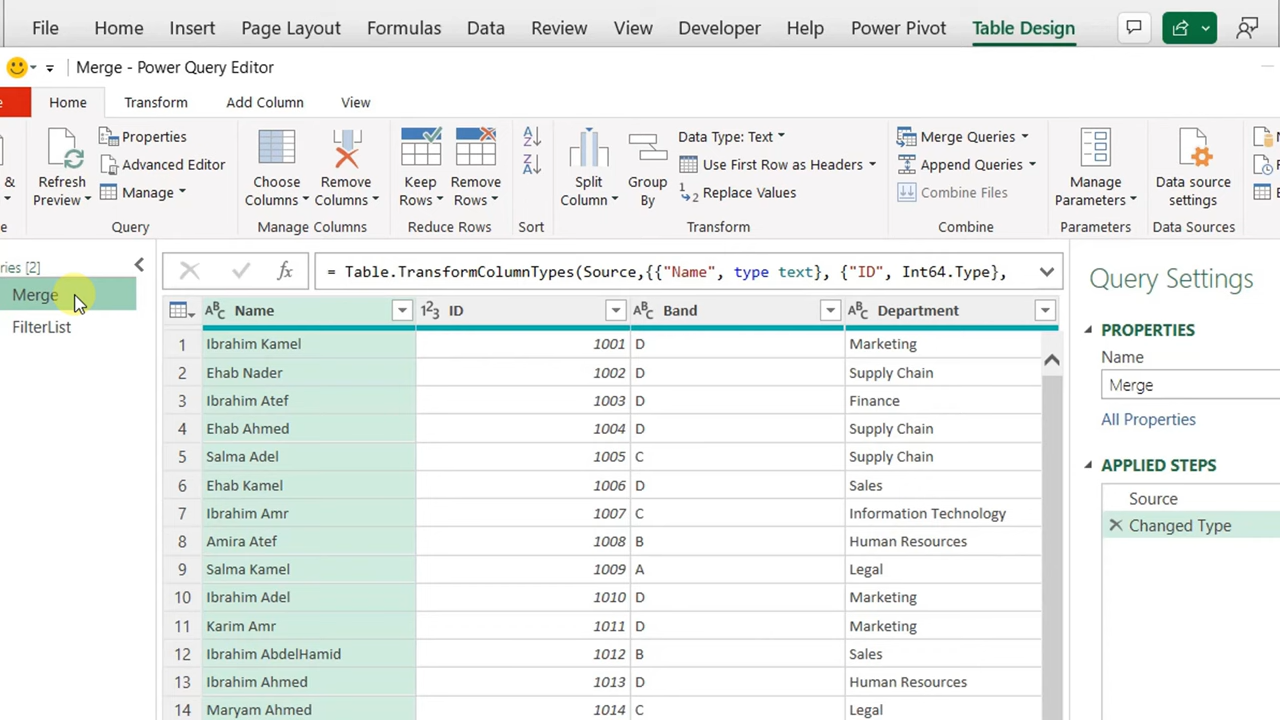 File Home Insert Page Layout Formulas Data Review View Developer Help Power Pivot Table Design
Merge - Power Query Editor
Home Transform Add Column View
Refresh Preview
Properties
Advanced Editor
Manage
Query
Choose Columns
Remove Columns
Manage Columns
Keep Rows
Remove Rows
Reduce Rows
Sort
Split Column
Group By
Data Type: Text
Use First Row as Headers
Replace Values
Transform
Merge Queries
Append Queries
Combine Files
Combine
Manage Parameters
Parameters
Data source settings
Data Sources
ries [2]
Merge
FilterList
= Table.TransformColumnTypes(Source,{{"Name", type text}, {"ID", Int64.Type},
Name ID Band Department
1 Ibrahim Kamel 1001 D Marketing
2 Ehab Nader 1002 D Supply Chain
3 Ibrahim Atef 1003 D Finance
4 Ehab Ahmed 1004 D Supply Chain
5 Salma Adel 1005 C Supply Chain
6 Ehab Kamel 1006 D Sales
7 Ibrahim Amr 1007 C Information Technology
8 Amira Atef 1008 B Human Resources
9 Salma Kamel 1009 A Legal
10 Ibrahim Adel 1010 D Marketing
11 Karim Amr 1011 D Marketing
12 Ibrahim AbdelHamid 1012 B Sales
13 Ibrahim Ahmed 1013 D Human Resources
14 Maryam Ahmed 1014 C Legal
Query Settings
PROPERTIES
Name
Merge
All Properties
APPLIED STEPS
Source
Changed Type